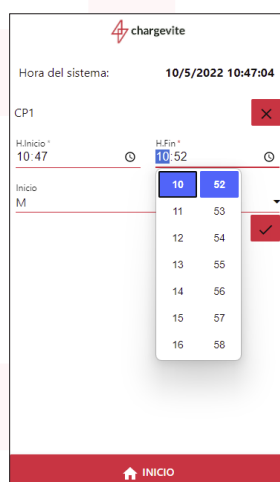 chargevite
Hora del sistema: 10/5/2022 10:47:04
CP1
H.Inicio * H.Fin *
10:47 10:52
Inicio
M
10 52
11 53
12 54
13 55
14 56
15 57
16 58
INICIO